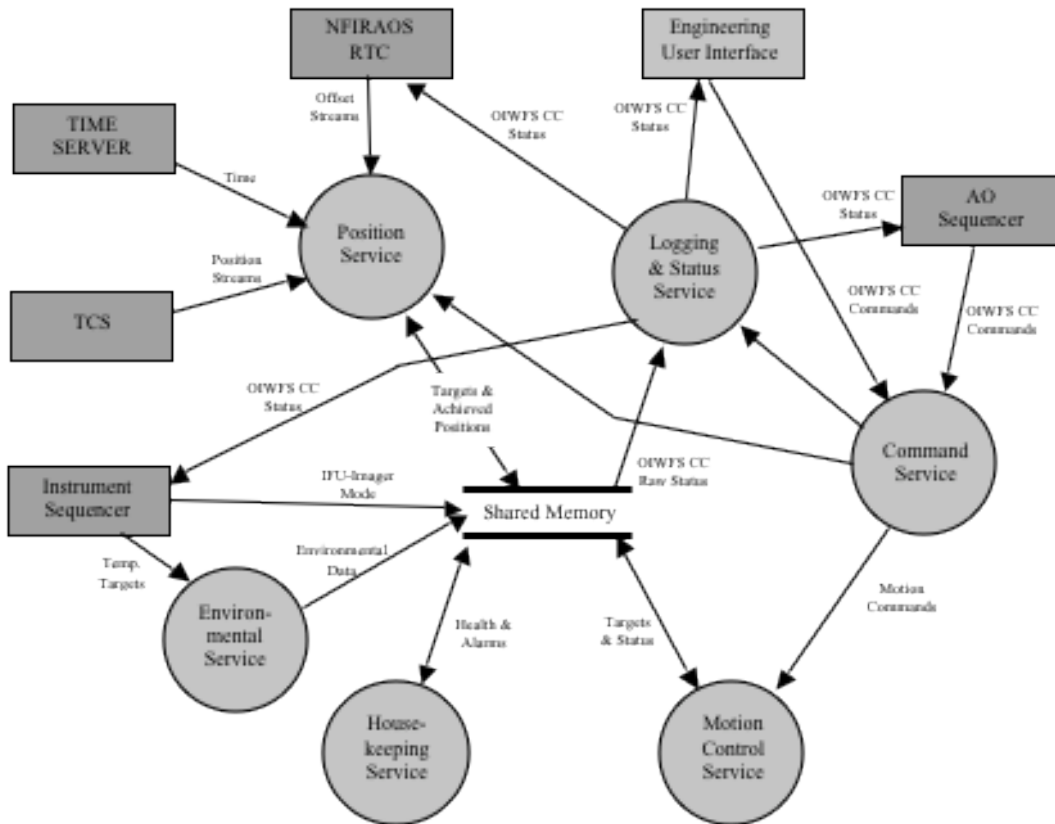 NFIRAOS
RTC
Engineering
User Interface
Offset
Streams
OIWFS CC
Status
OIWFS CC
Status
TIME
SERVER
Time
OIWFS CC
Status
AO
Sequencer
Position
Service
Logging
& Status
Service
Position
Streams
TCS
OIWFS CC
Commands
OIWFS CC
Commands
OIWFS CC
Status
Targets &
Achieved
Positions
Command
Service
OIWFS CC
Raw Status
Instrument
Sequencer
IFU-Imager
Mode
Shared Memory
Temp.
Targets
Environmental
Data
Environ-
mental
Service
Health &
Alarms
Targets
& Status
Motion
Commands
House-
keeping
Service
Motion
Control
Service